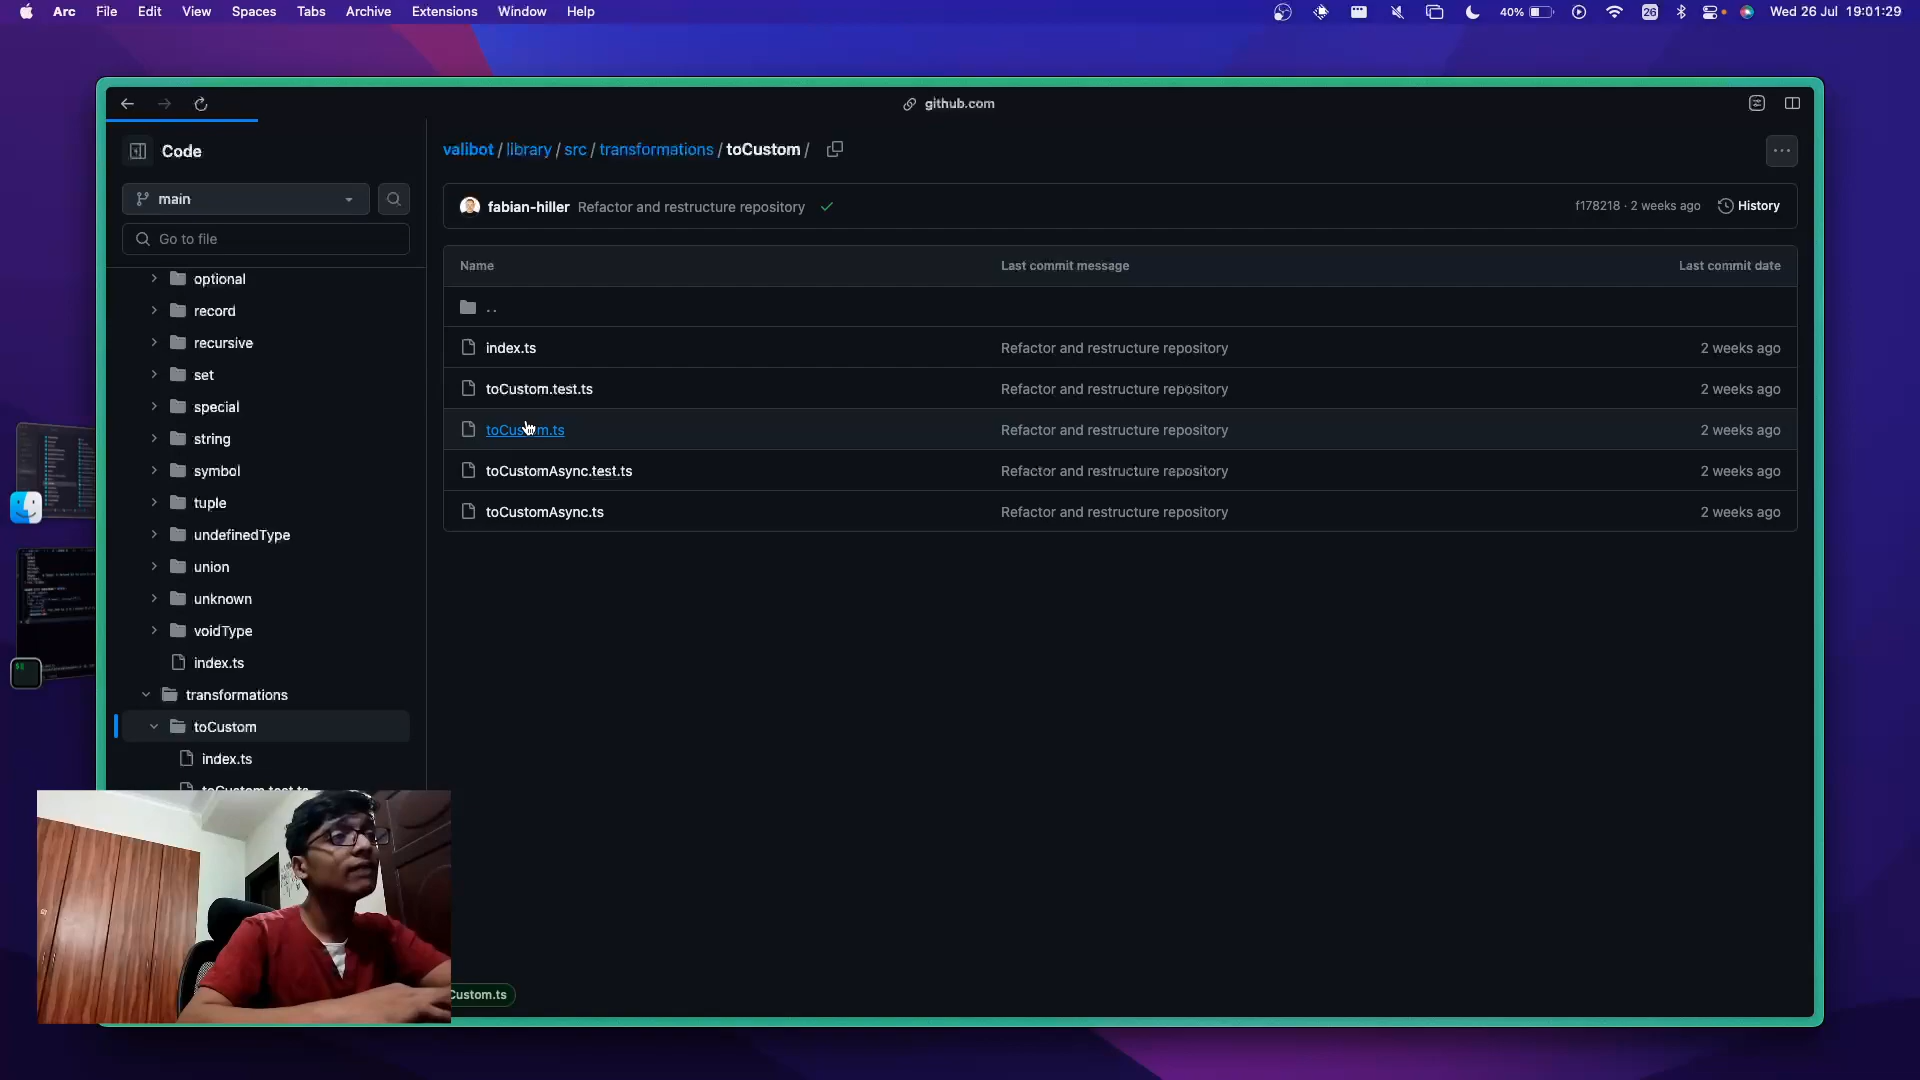 Arc File Edit View Spaces Tabs Archive Extensions Window Help
40% 26 Wed 26 Jul 19:01:29
github.com
Code
main
Go to file
optional
record
recursive
set
special
string
symbol
tuple
undefinedType
union
unknown
voidType
index.ts
transformations
toCustom
index.ts
toCustom.test.ts
valibot / library / src / transformations / toCustom /
fabian-hiller Refactor and restructure repository
f178218 · 2 weeks ago History
Name Last commit message Last commit date
..
index.ts Refactor and restructure repository 2 weeks ago
toCustom.test.ts Refactor and restructure repository 2 weeks ago
toCustom.ts Refactor and restructure repository 2 weeks ago
toCustomAsync.test.ts Refactor and restructure repository 2 weeks ago
toCustomAsync.ts Refactor and restructure repository 2 weeks ago
Custom.ts